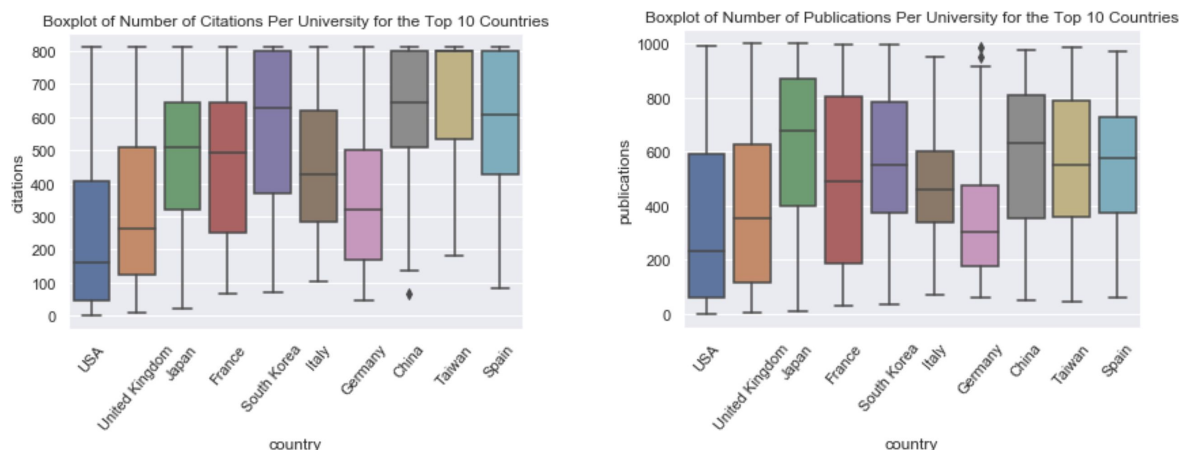 Boxplot of Number of Citations Per University for the Top 10 Countries
800
700
600
500
400
300
200
100
0
citations
USA
United Kingdom
Japan
France
South Korea
Italy
Germany
China
Taiwan
Spain
country
Boxplot of Number of Publications Per University for the Top 10 Countries
1000
800
600
400
200
0
publications
USA
United Kingdom
Japan
France
South Korea
Italy
Germany
China
Taiwan
Spain
country